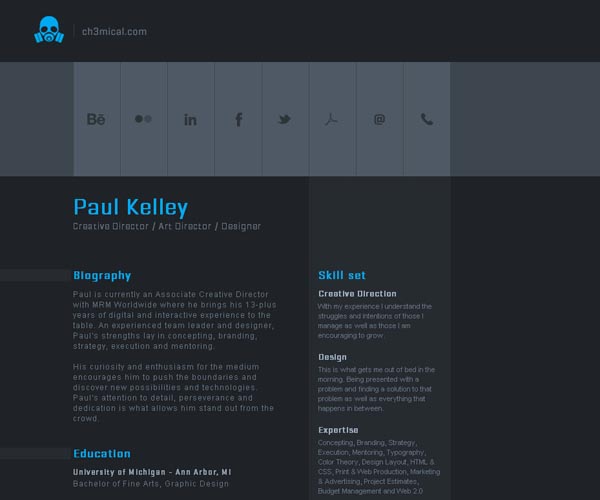 ch3mical.com
Bē
in
f
@
Paul Kelley
Creative Director / Art Director / Designer
Biography
Paul is currently an Associate Creative Director
with MRM Worldwide where he brings his 13-plus
years of digital and interactive experience to the
table. An experienced team leader and designer,
Paul's strengths lay in concepting, branding,
strategy, execution and mentoring.
His curiosity and enthusiasm for the medium
encourages him to push the boundaries and
discover new possibilities and technologies.
Paul's attention to detail, perseverance and
dedication is what allows him stand out from the
crowd.
Education
University of Michigan - Ann Arbor, MI
Bachelor of Fine Arts, Graphic Design
Skill set
Creative Direction
With my experience I understand the
struggles and intentions of those I
manage as well as those I am
encouraging to grow.
Design
This is what gets me out of bed in the
morning. Being presented with a
problem and finding a solution to that
problem as well as everything that
happens in between.
Expertise
Concepting, Branding, Strategy,
Execution, Mentoring, Typography,
Color Theory, Design Layout, HTML &
CSS, Print & Web Production, Marketing
& Advertising, Project Estimates,
Budget Management and Web 2.0